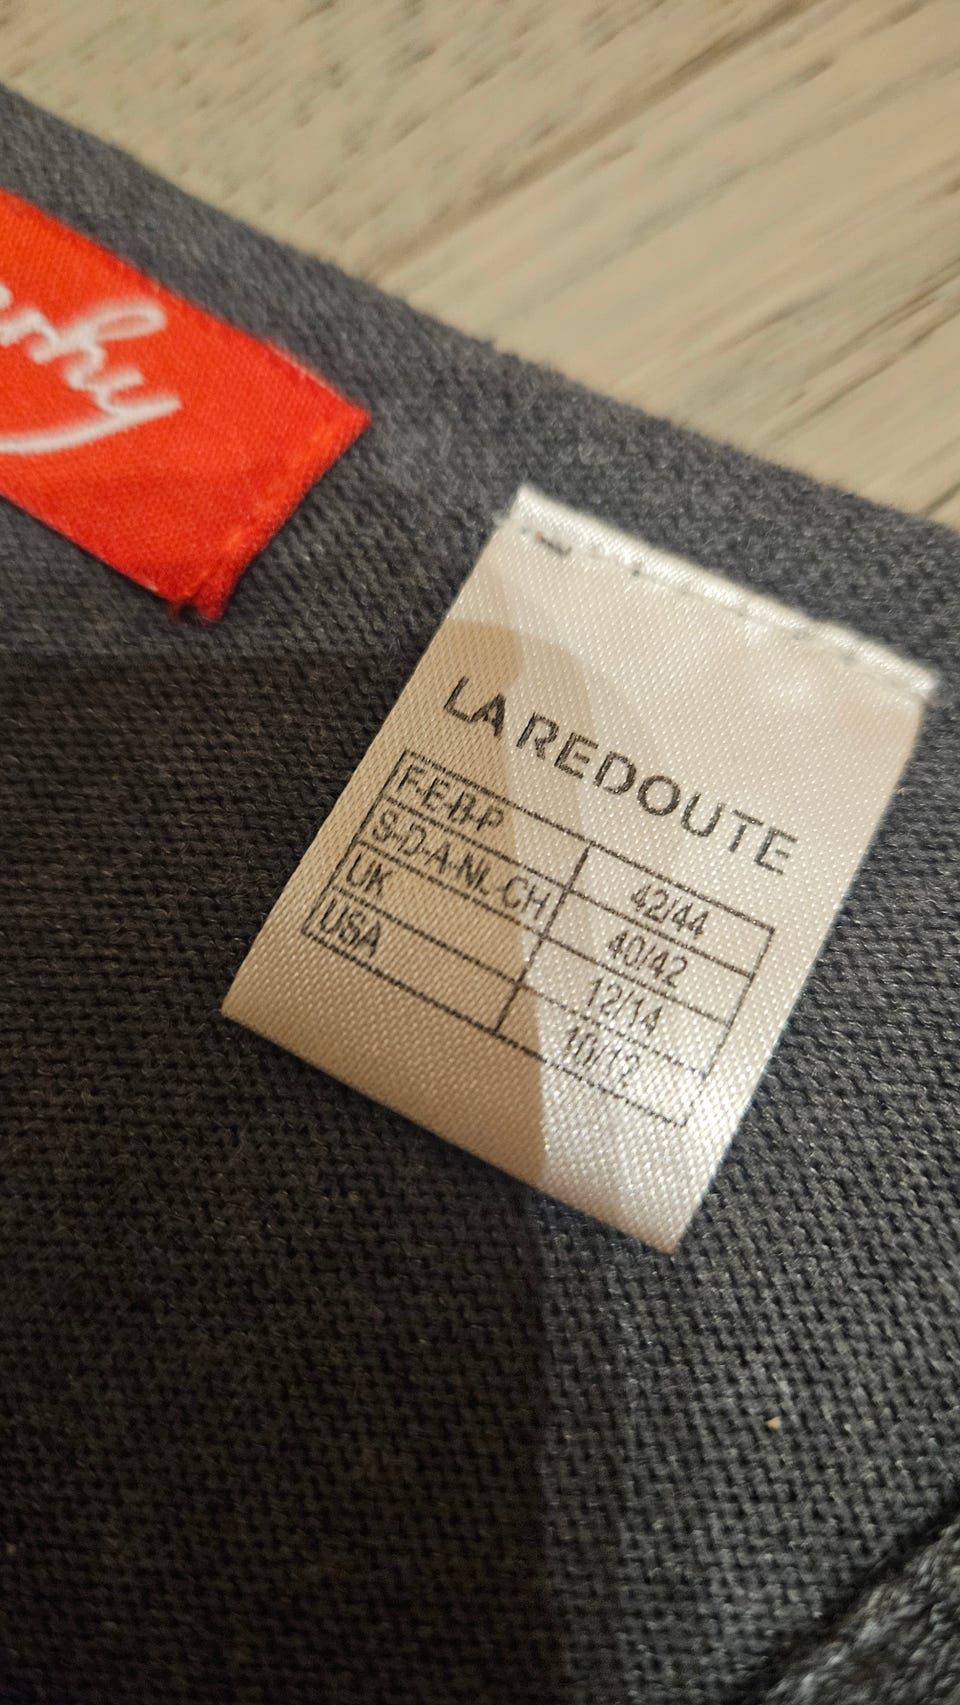 LA REDOUTE
F-E-B-P 42/44
S-D-A-NL-CH 40/42
UK 12/14
USA 10/12